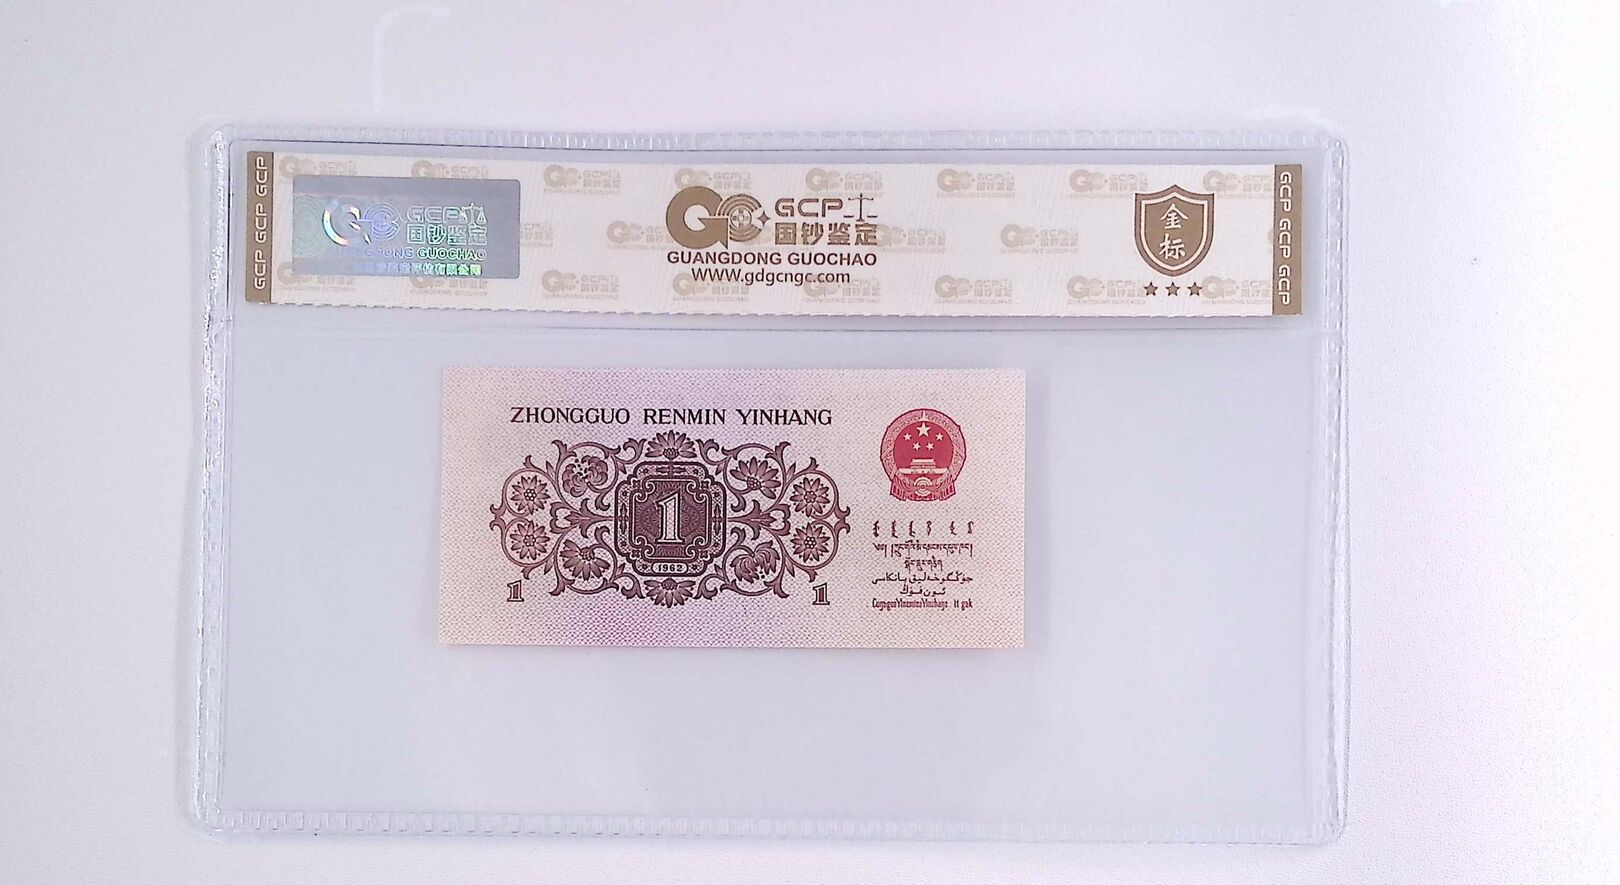 GCP GCP GCP
GCP
国钞鉴定
GUANGDONG GUOCHAO
GCP
国钞鉴定
GUANGDONG GUOCHAO
WWW.gdgcngc.com
金
标
GCP GCP GCP
ZHONGGUO RENMIN YINHANG
1
1962
1
1